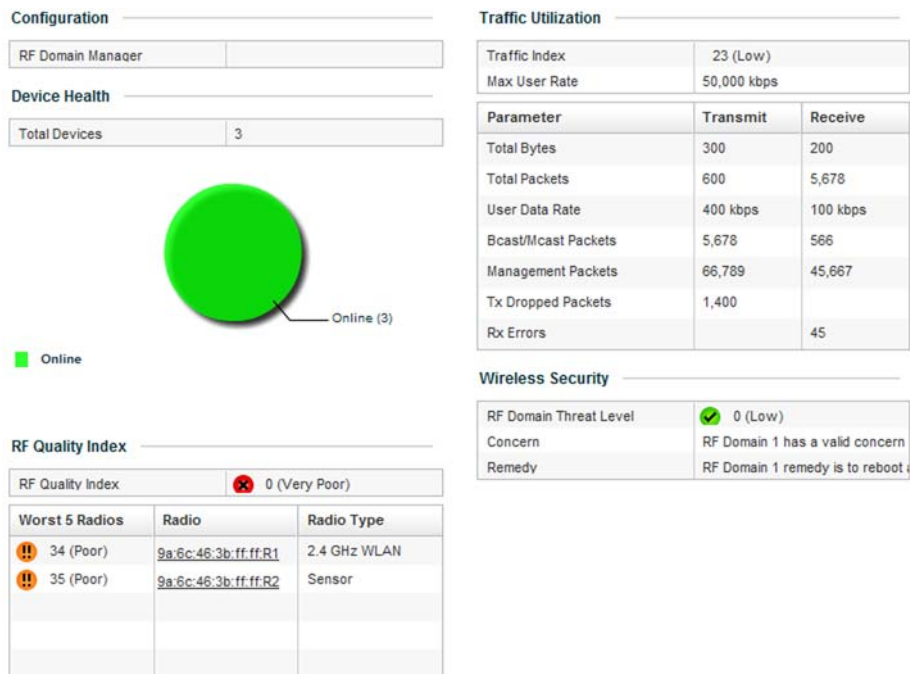 Configuration
RF Domain Manager
Device Health
Total Devices 3
Online (3)
Online
RF Quality Index
RF Quality Index 0 (Very Poor)
Worst 5 Radios Radio Radio Type
34 (Poor) 9a:6c:46:3b:ff:ff:R1 2.4 GHz WLAN
35 (Poor) 9a:6c:46:3b:ff:ff:R2 Sensor
Traffic Utilization
Traffic Index 23 (Low)
Max User Rate 50,000 kbps
Parameter Transmit Receive
Total Bytes 300 200
Total Packets 600 5,678
User Data Rate 400 kbps 100 kbps
Bcast/Mcast Packets 5,678 566
Management Packets 66,789 45,667
Tx Dropped Packets 1,400
Rx Errors 45
Wireless Security
RF Domain Threat Level 0 (Low)
Concern RF Domain 1 has a valid concern
Remedy RF Domain 1 remedy is to reboot